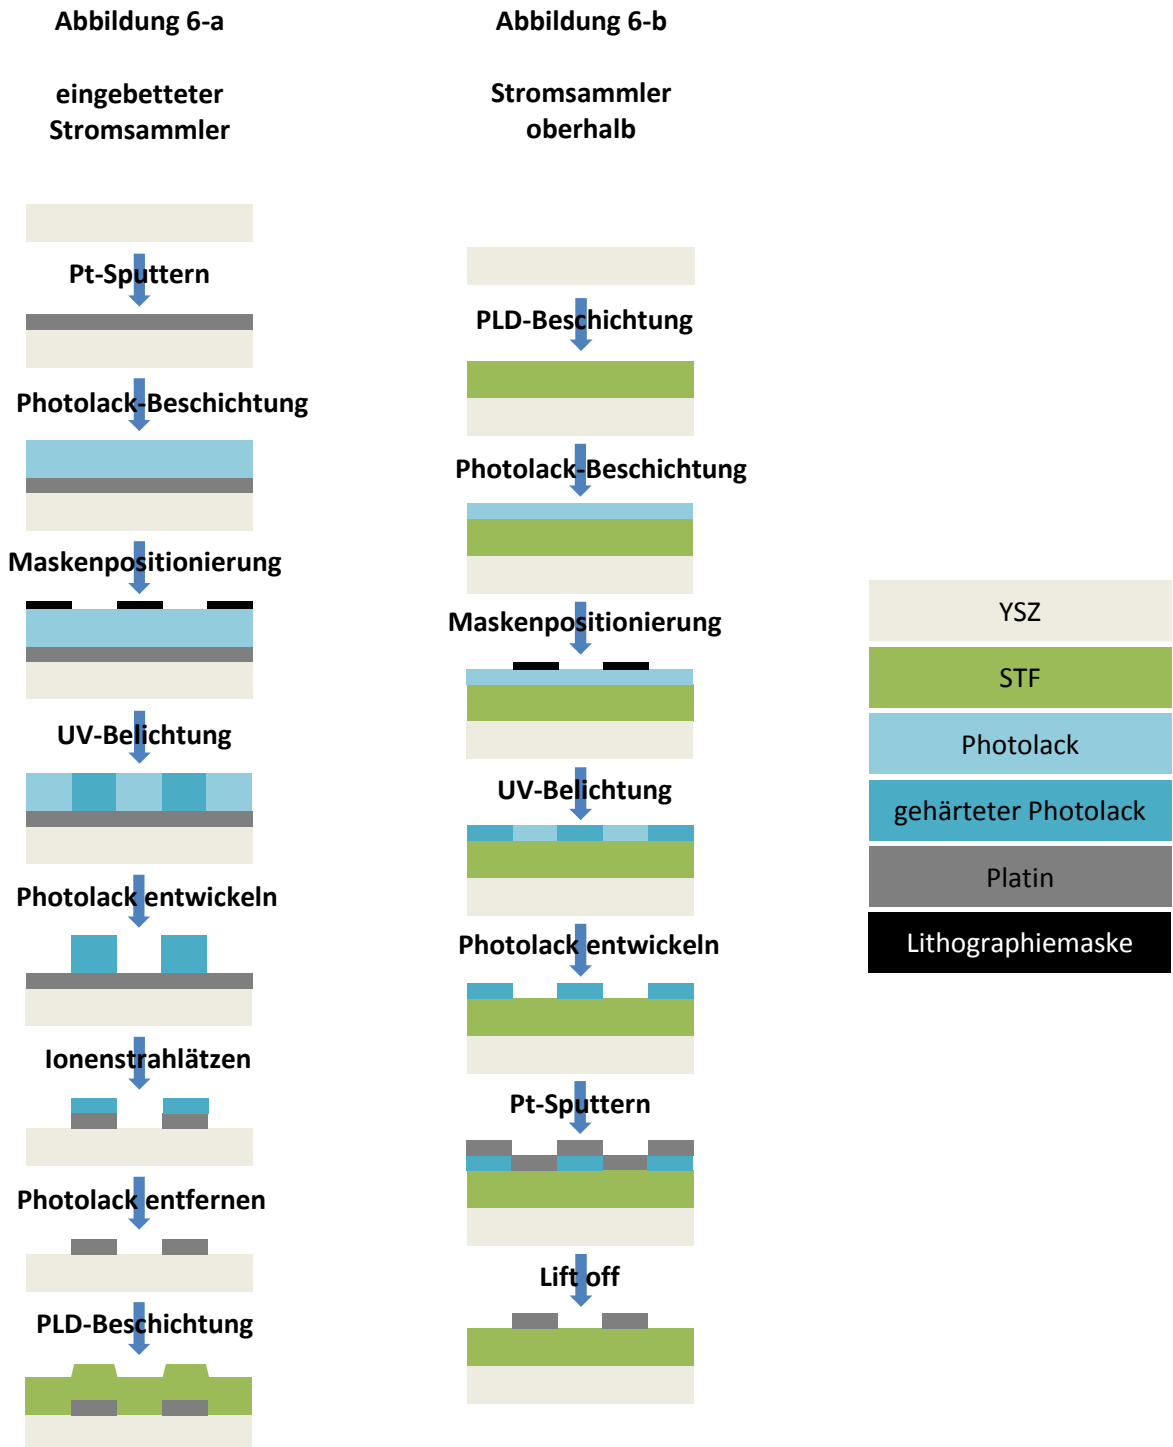 Abbildung 6-a
eingebetteter
Stromsammler
Pt-Sputtern
Photolack-Beschichtung
Maskenpositionierung
UV-Belichtung
Photolack entwickeln
Ionenstrahlätzen
Photolack entfernen
PLD-Beschichtung
Abbildung 6-b
Stromsammler
oberhalb
PLD-Beschichtung
Photolack-Beschichtung
Maskenpositionierung
UV-Belichtung
Photolack entwickeln
Pt-Sputtern
Lift off
YSZ
STF
Photolack
gehärteter Photolack
Platin
Lithographiemaske